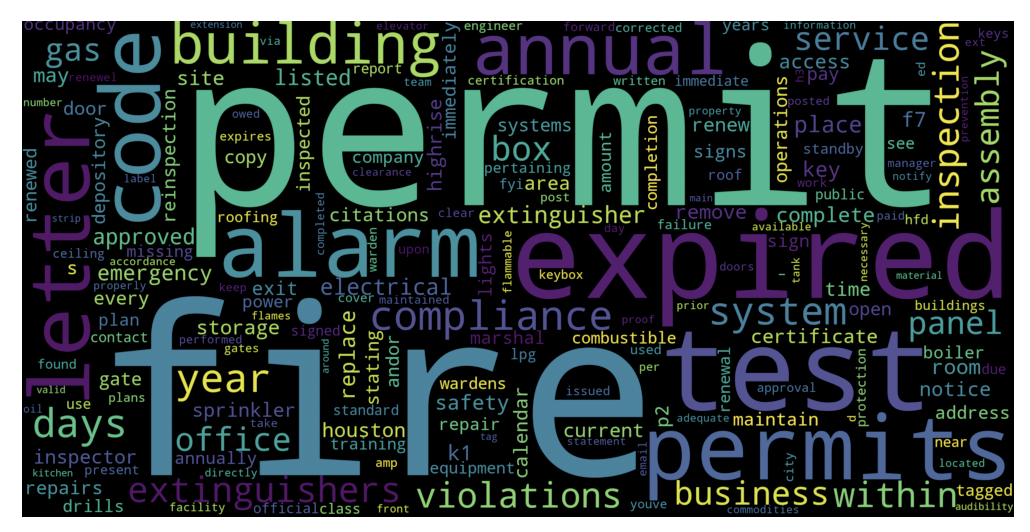 occupancy
extension
via
elevator
engineer
forward
corrected
years
information
ext
keys
gas
building
annual
service
may
renewel
site
listed
report
team
certification
written
immediate
access
pay
ed
n3
code
permit
immediately
number
door
owed
expires
copy
inspected
company
clearance
highrise
systems
box
pertaining
fyi
area
post
amount
completion
property
renew
signs
roof
main
operations
place
key
work
posted
standby
public
f7
see
manager
notify
inspection
prevention
assembly
renewed
depository
label
reinspection
strip
letter
roofing
citations
clear
extinguisher
remove
failure
day
complete
available
sign
paid
hfd
approved
missing
ceiling
accordance
s
emergency
alarm
completed
warden
upon
lights
flammable
keybox
doors
expired
tank
necessary
material
properly
every
keep
exit
electrical
time
open
buildings
plan
contact
power
cover
maintained
compliance
proof
prior
system
panel
found
storage
signed
marshal
certificate
performed
flames
gates
around
replace
stating
andor
lpg
combustible
used
per
test
renewal
boiler
room
due
notice
protection
valid
gate
plans
fire
year
wardens
issued
approval
oil
use
sprinkler
take
standard
safety
current
adequate
d
maintain
address
days
office
houston
training
repair
calendar
statement
p2
permits
inspector
annually
amp
k1
tag
email
city
near
located
kitchen
present
directly
equipment
repairs
extinguishers
youve
business
within
tagged
drills
facility
official
class
front
violations
commodities
audibility